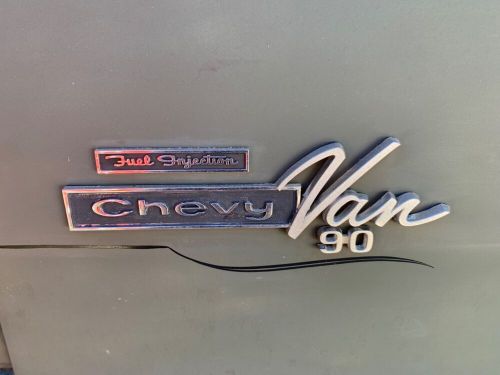 Fuel Injection
Chevy Van
90